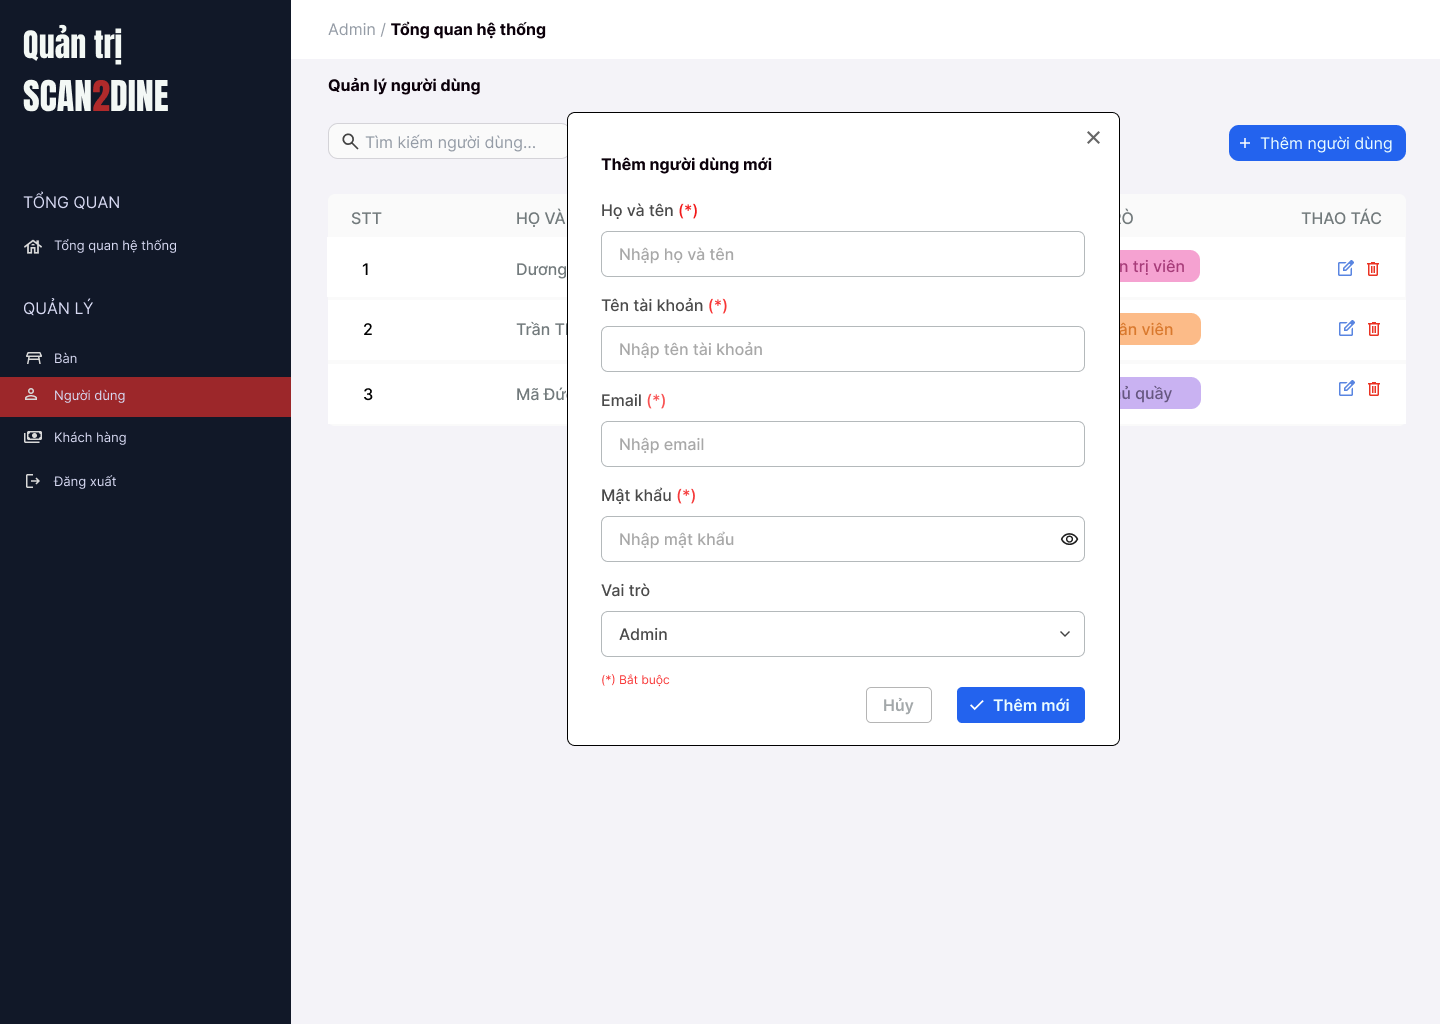 Quản trị
SCAN2DINE
TỔNG QUAN
Tổng quan hệ thống
QUẢN LÝ
Bàn
Người dùng
Khách hàng
Đăng xuất
Admin / Tổng quan hệ thống
Quản lý người dùng
Tìm kiếm người dùng...
+ Thêm người dùng
STT HỌ VÀ THAO TÁC
1 Dương trị viên
2 Trần viên
3 Mã quầy
Thêm người dùng mới
Họ và tên (*)
Nhập họ và tên
Tên tài khoản (*)
Nhập tên tài khoản
Email (*)
Nhập email
Mật khẩu (*)
Nhập mật khẩu
Vai trò
Admin
(*) Bắt buộc
Hủy Thêm mới